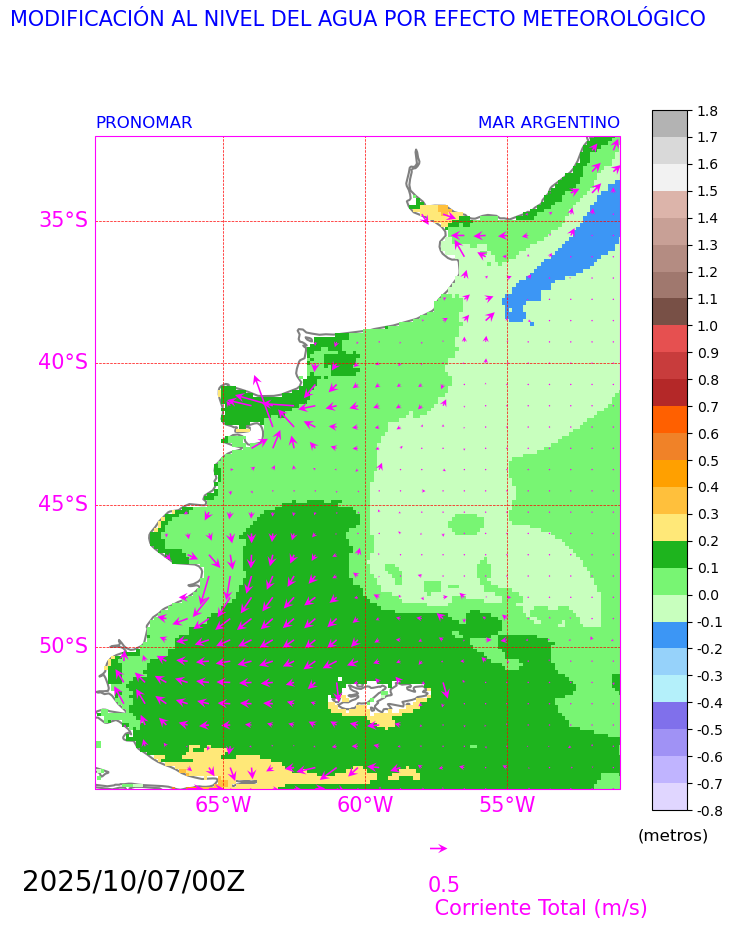 MODIFICACIÓN AL NIVEL DEL AGUA POR EFECTO METEOROLÓGICO
PRONOMAR MAR ARGENTINO
35°S
40°S
45°S
50°S
65°W 60°W 55°W
1.8
1.7
1.6
1.5
1.4
1.3
1.2
1.1
1.0
0.9
0.8
0.7
0.6
0.5
0.4
0.3
0.2
0.1
0.0
-0.1
-0.2
-0.3
-0.4
-0.5
-0.6
-0.7
-0.8
(metros)
2025/10/07/00Z
0.5
Corriente Total (m/s)